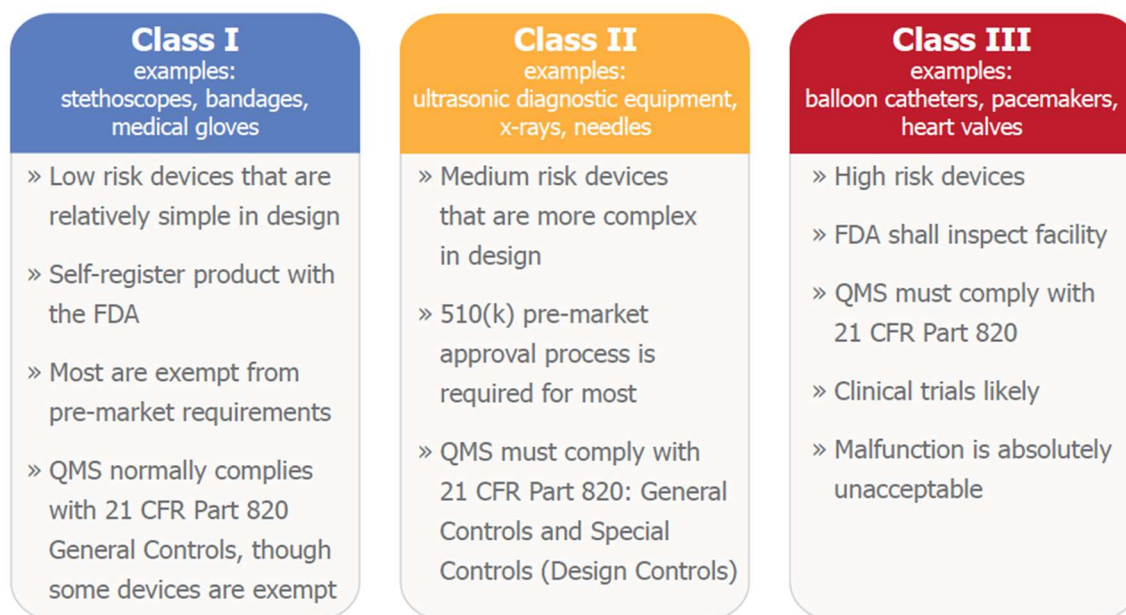 Class I
examples:
stethoscopes, bandages,
medical gloves
» Low risk devices that are
relatively simple in design
» Self-register product with
the FDA
» Most are exempt from
pre-market requirements
» QMS normally complies
with 21 CFR Part 820
General Controls, though
some devices are exempt
Class II
examples:
ultrasonic diagnostic equipment,
x-rays, needles
» Medium risk devices
that are more complex
in design
» 510(k) pre-market
approval process is
required for most
» QMS must comply with
21 CFR Part 820: General
Controls and Special
Controls (Design Controls)
Class III
examples:
balloon catheters, pacemakers,
heart valves
» High risk devices
» FDA shall inspect facility
» QMS must comply with
21 CFR Part 820
» Clinical trials likely
» Malfunction is absolutely
unacceptable